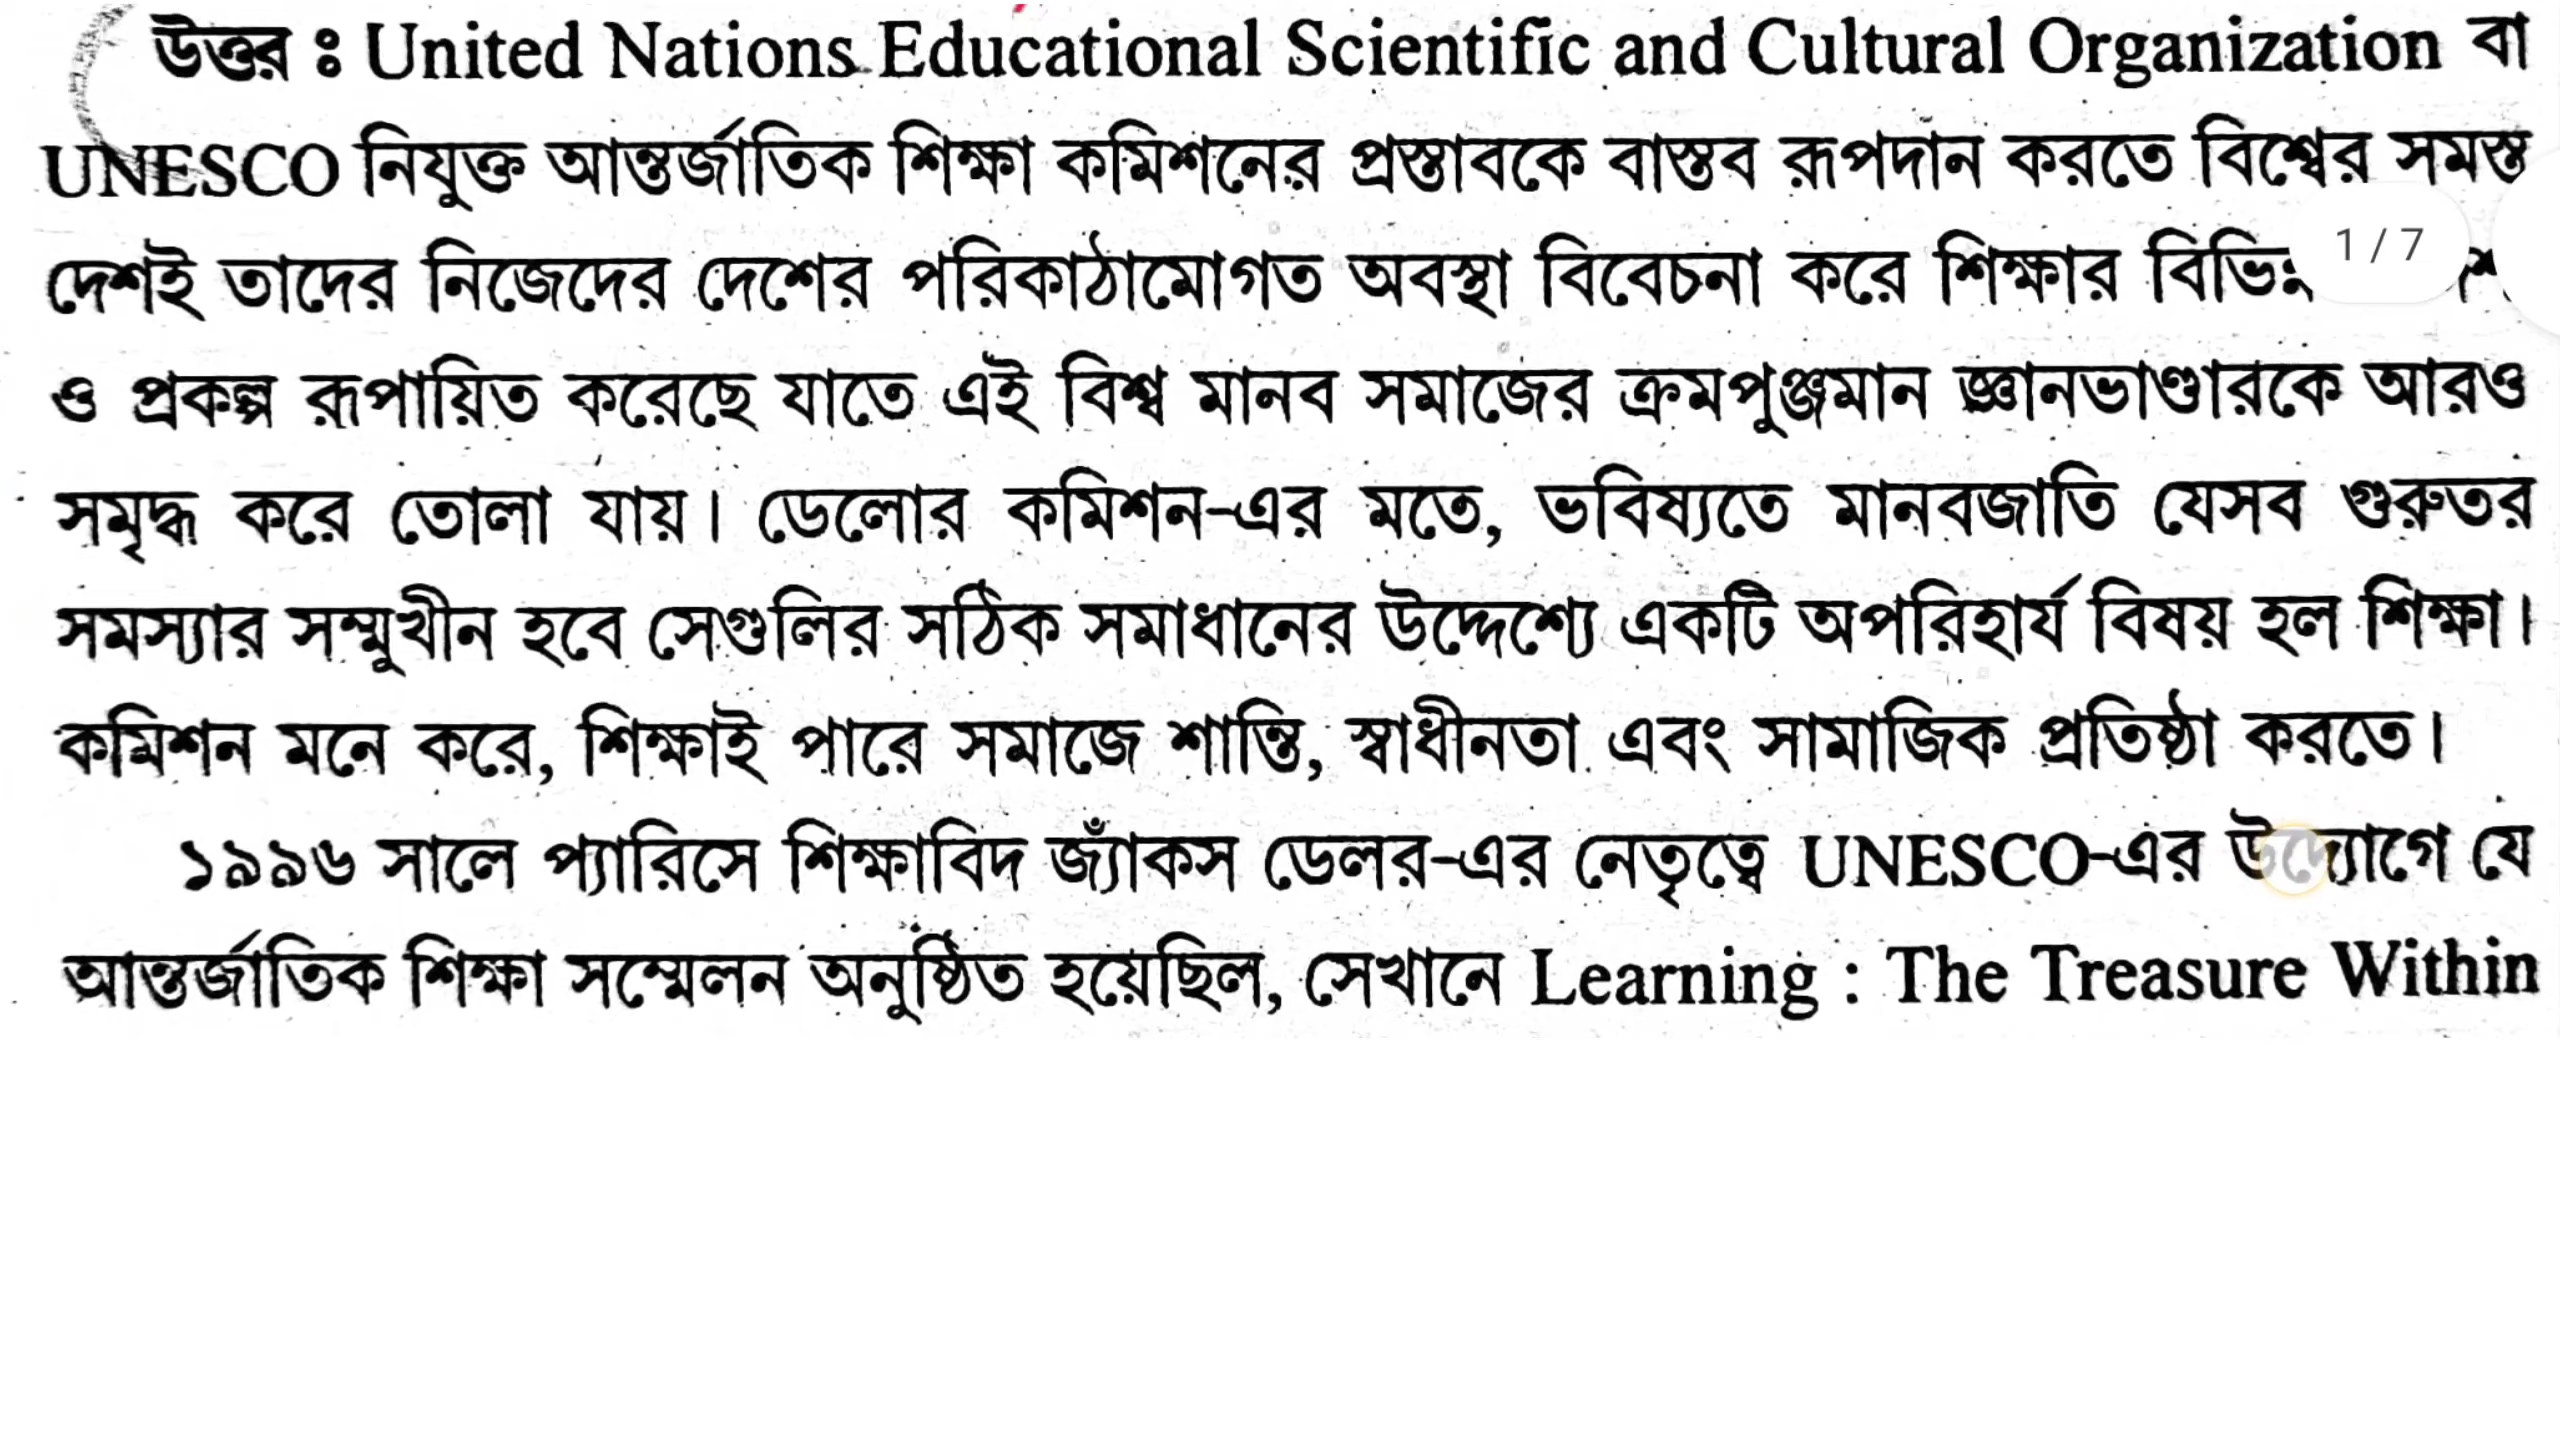 উত্তর ঃ United Nations Educational Scientific and Cultural Organization বা
UNESCO নিযুক্ত আন্তর্জাতিক শিক্ষা কমিশনের প্রস্তাবকে বাস্তব রূপদান করতে বিশ্বের সমস্ত
দেশই তাদের নিজেদের দেশের পরিকাঠামোগত অবস্থা বিবেচনা করে শিক্ষার 1/7
ও প্রকল্প রূপায়িত করেছে যাতে এই বিশ্ব মানব সমাজের ক্রমপুঞ্জমান জ্ঞানভাণ্ডারকে আরও
সমৃদ্ধ করে তোলা যায়। ডেলোর কমিশন-এর মতে, ভবিষ্যতে মানবজাতি যেসব গুরুতর
সমস্যার সম্মুখীন হবে সেগুলির সঠিক সমাধানের উদ্দেশ্যে একটি অপরিহার্য বিষয় হল শিক্ষা।
কমিশন মনে করে, শিক্ষাই পারে সমাজে শান্তি, স্বাধীনতা এবং সামাজিক প্রতিষ্ঠা করতে।
১৯৯৬ সালে প্যারিসে শিক্ষাবিদ জ্যাঁকস ডেলর-এর নেতৃত্বে UNESCO-এর উদ্যোগে যে
আন্তর্জাতিক শিক্ষা সম্মেলন অনুষ্ঠিত হয়েছিল, সেখানে Learning : The Treasure Within